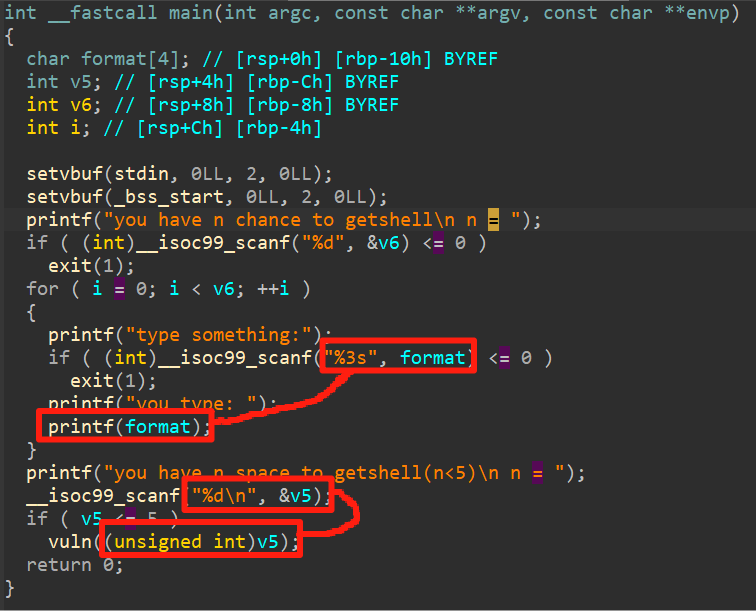 int __fastcall main(int argc, const char **argv, const char **envp)
{
  char format[4]; // [rsp+0h] [rbp-10h] BYREF
  int v5; // [rsp+4h] [rbp-Ch] BYREF
  int v6; // [rsp+8h] [rbp-8h] BYREF
  int i; // [rsp+Ch] [rbp-4h]

  setvbuf(stdin, 0LL, 2, 0LL);
  setvbuf(_bss_start, 0LL, 2, 0LL);
  printf("you have n chance to getshell\n n = ");
  if ( (int)__isoc99_scanf("%d", &v6) <= 0 )
    exit(1);
  for ( i = 0; i < v6; ++i )
  {
    printf("type something:");
    if ( (int)__isoc99_scanf("%3s", format) <= 0 )
      exit(1);
    printf("you type: ");
    printf(format);
  }
  printf("you have n space to getshell(n<5)\n n = ");
  __isoc99_scanf("%d\n", &v5);
  if ( v5 <= 5 )
    vuln((unsigned int)v5);
  return 0;
}